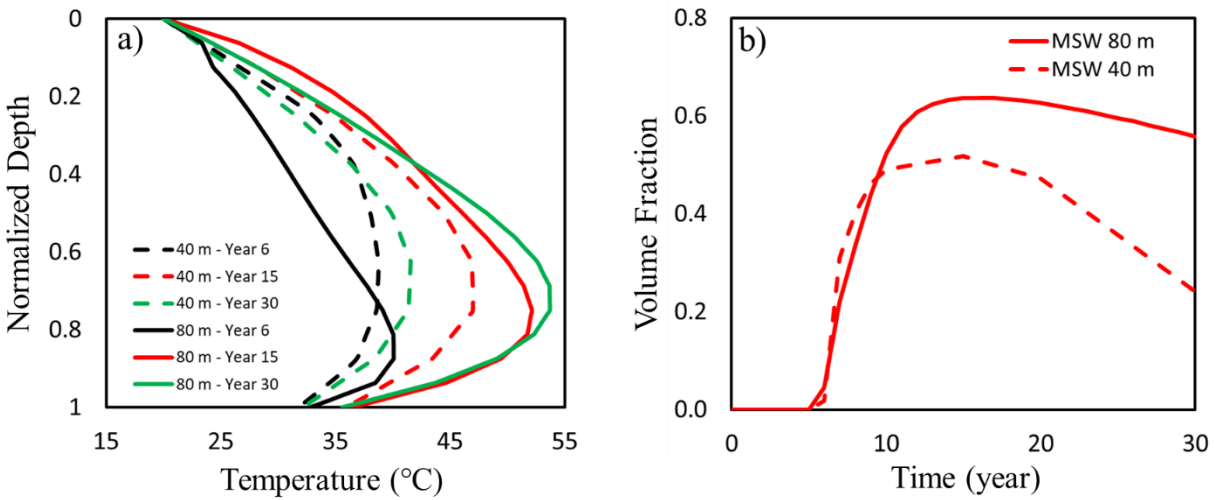 a)
0
0.2
0.4
0.6
0.8
1
Normalized Depth
40 m - Year 6
40 m - Year 15
40 m - Year 30
80 m - Year 6
80 m - Year 15
80 m - Year 30
15 25 35 45 55
Temperature (°C)
b)
0.8
0.6
0.4
0.2
0.0
Volume Fraction
MSW 80 m
MSW 40 m
0 10 20 30
Time (year)